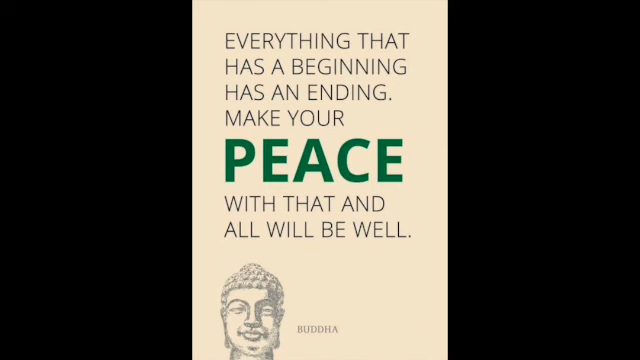 EVERYTHING THAT
HAS A BEGINNING
HAS AN ENDING.
MAKE YOUR
PEACE
WITH THAT AND
ALL WILL BE WELL.
BUDDHA